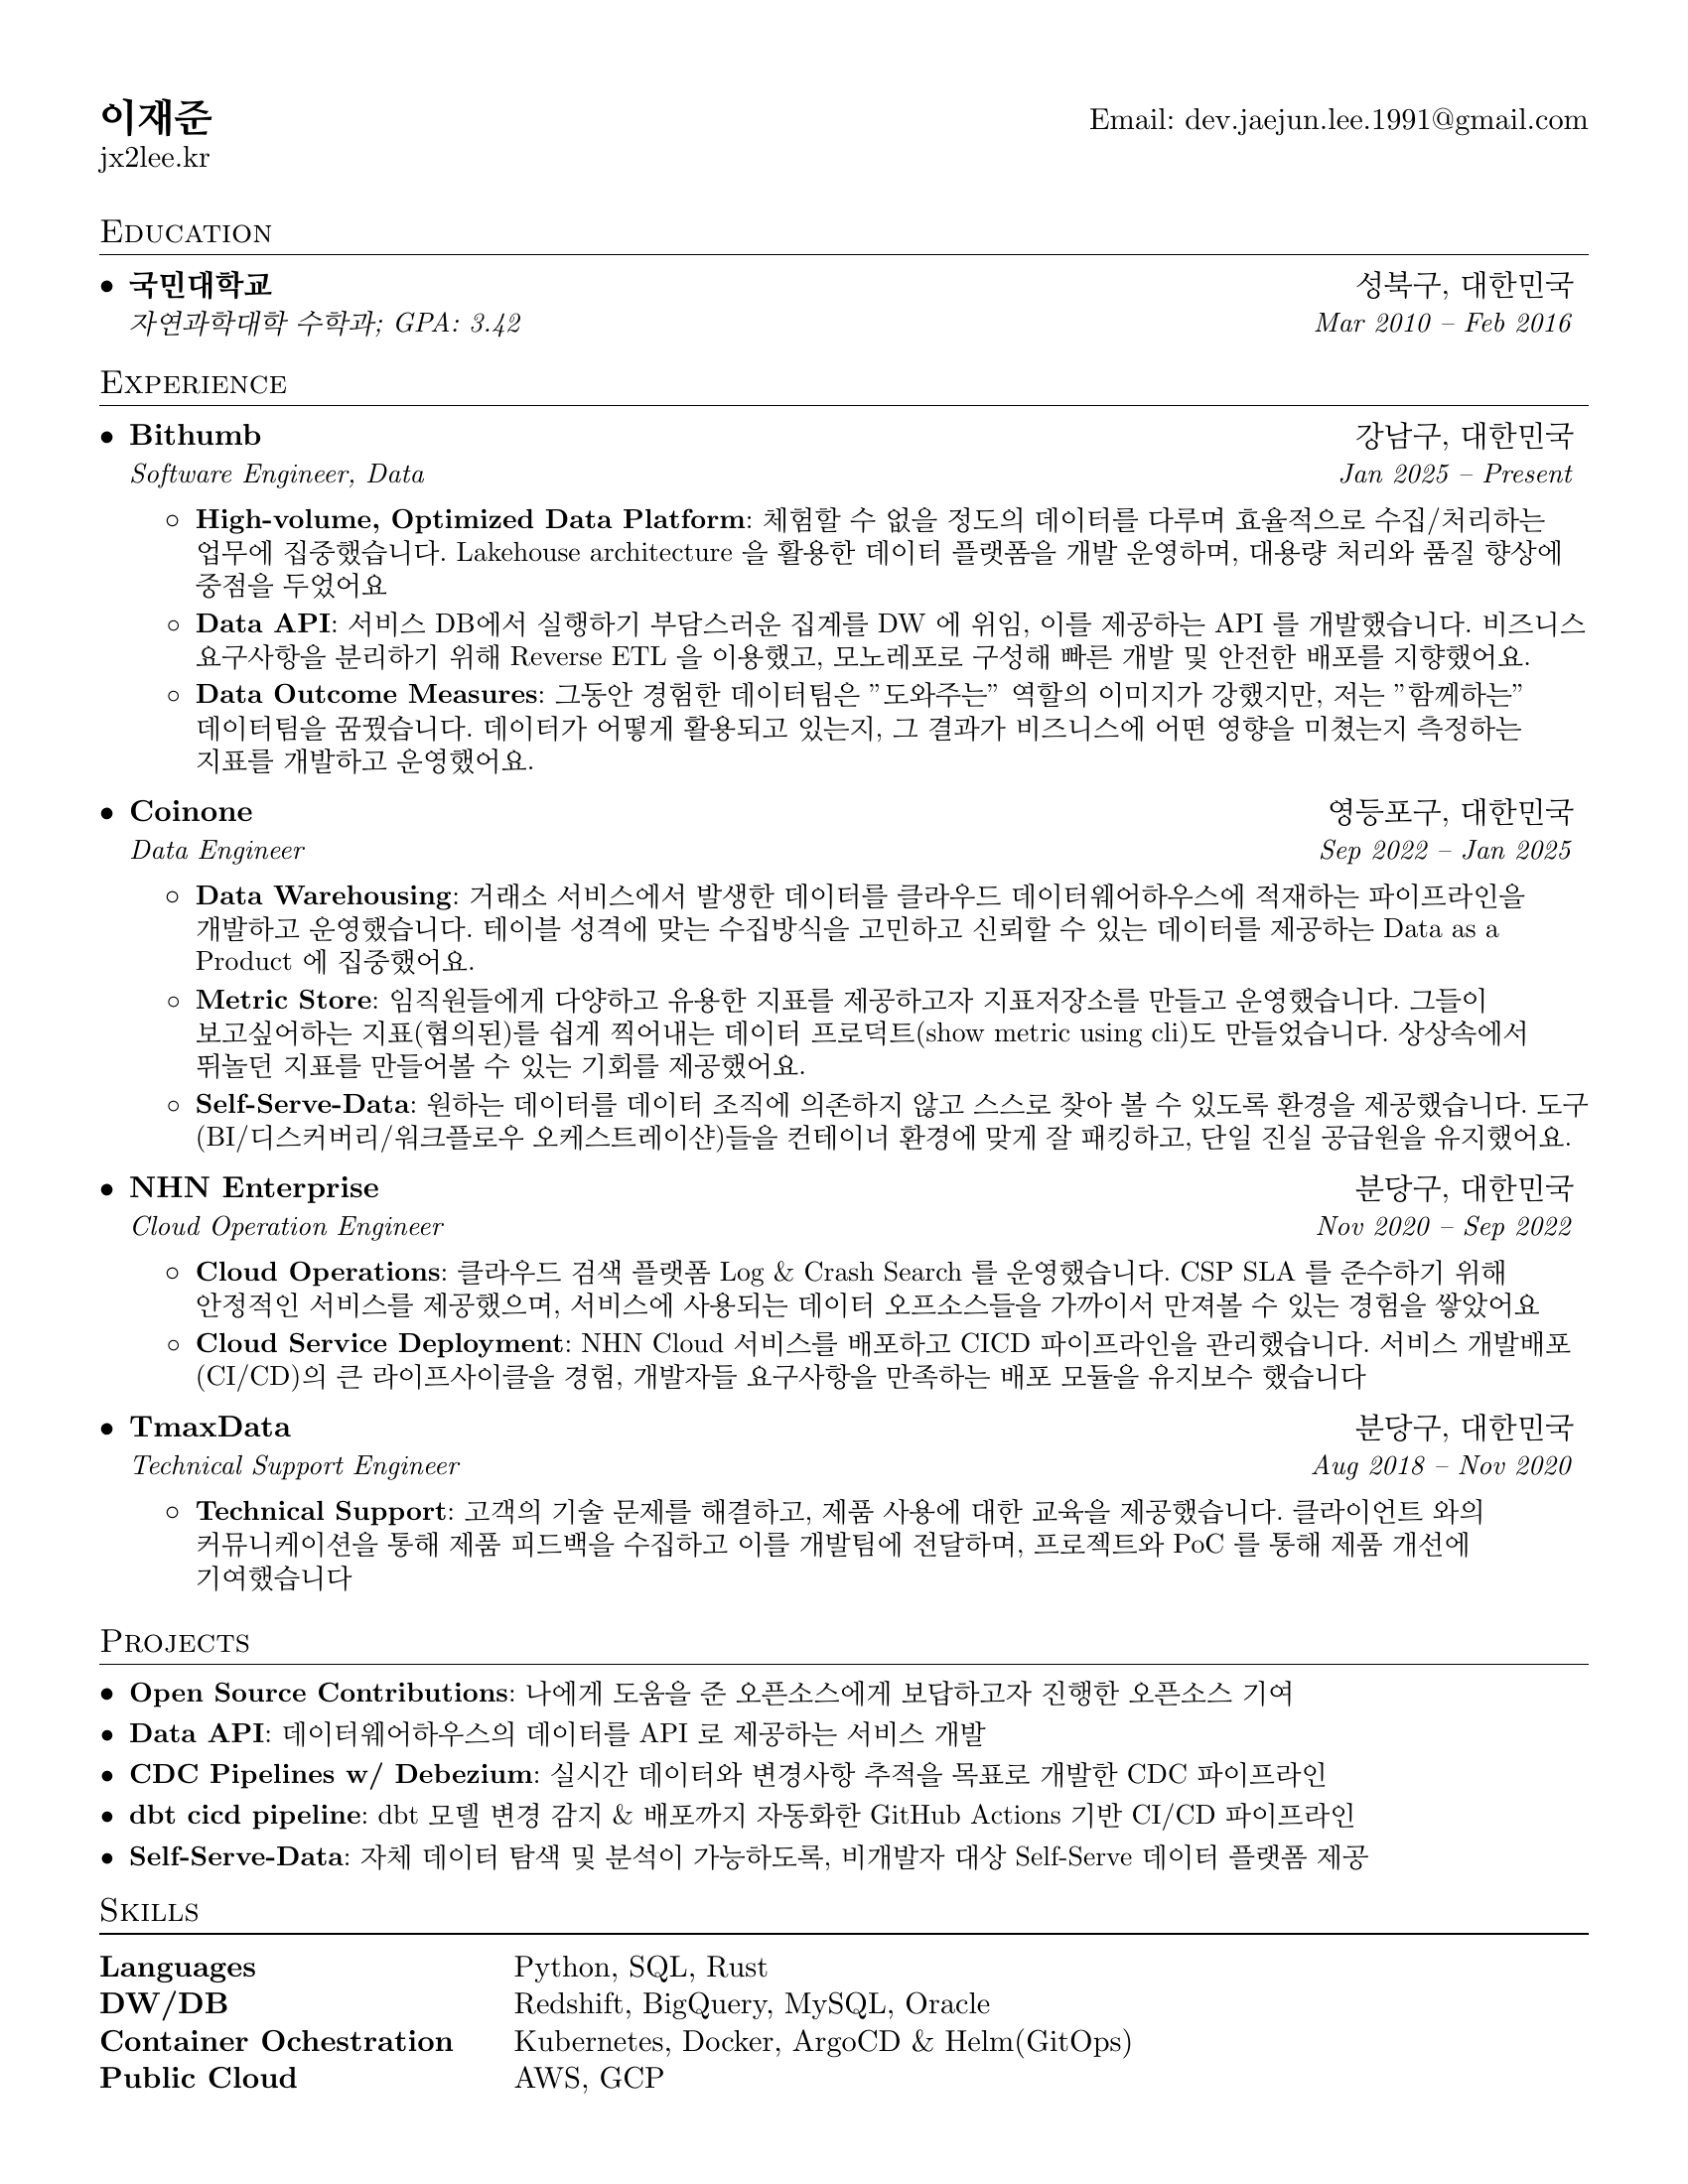 이재준
Email: dev.jaejun.lee.1991@gmail.com
jx2lee.kr
Education
• 국민대학교
성북구, 대한민국
자연과학대학 수학과; GPA: 3.42
Mar 2010 – Feb 2016
Experience
• Bithumb
강남구, 대한민국
Software Engineer, Data
Jan 2025 – Present
◦ High-volume, Optimized Data Platform: 체험할 수 없을 정도의 데이터를 다루며 효율적으로 수집/처리하는
업무에 집중했습니다. Lakehouse architecture 을 활용한 데이터 플랫폼을 개발 운영하며, 대용량 처리와 품질 향상에
중점을 두었어요
◦ Data API: 서비스 DB에서 실행하기 부담스러운 집계를 DW 에 위임, 이를 제공하는 API 를 개발했습니다. 비즈니스
요구사항을 분리하기 위해 Reverse ETL 을 이용했고, 모노레포로 구성해 빠른 개발 및 안전한 배포를 지향했어요.
◦ Data Outcome Measures: 그동안 경험한 데이터팀은 ”도와주는” 역할의 이미지가 강했지만, 저는 ”함께하는”
데이터팀을 꿈꿨습니다. 데이터가 어떻게 활용되고 있는지, 그 결과가 비즈니스에 어떤 영향을 미쳤는지 측정하는
지표를 개발하고 운영했어요.
• Coinone
영등포구, 대한민국
Data Engineer
Sep 2022 – Jan 2025
◦ Data Warehousing: 거래소 서비스에서 발생한 데이터를 클라우드 데이터웨어하우스에 적재하는 파이프라인을
개발하고 운영했습니다. 테이블 성격에 맞는 수집방식을 고민하고 신뢰할 수 있는 데이터를 제공하는 Data as a
Product 에 집중했어요.
◦ Metric Store: 임직원들에게 다양하고 유용한 지표를 제공하고자 지표저장소를 만들고 운영했습니다. 그들이
보고싶어하는 지표(협의된)를 쉽게 찍어내는 데이터 프로덕트(show metric using cli)도 만들었습니다. 상상속에서
뛰놀던 지표를 만들어볼 수 있는 기회를 제공했어요.
◦ Self-Serve-Data: 원하는 데이터를 데이터 조직에 의존하지 않고 스스로 찾아 볼 수 있도록 환경을 제공했습니다. 도구
(BI/디스커버리/워크플로우 오케스트레이샨)들을 컨테이너 환경에 맞게 잘 패킹하고, 단일 진실 공급원을 유지했어요.
• NHN Enterprise
분당구, 대한민국
Cloud Operation Engineer
Nov 2020 – Sep 2022
◦ Cloud Operations: 클라우드 검색 플랫폼 Log & Crash Search 를 운영했습니다. CSP SLA 를 준수하기 위해
안정적인 서비스를 제공했으며, 서비스에 사용되는 데이터 오프소스들을 가까이서 만져볼 수 있는 경험을 쌓았어요
◦ Cloud Service Deployment: NHN Cloud 서비스를 배포하고 CICD 파이프라인을 관리했습니다. 서비스 개발배포
(CI/CD)의 큰 라이프사이클을 경험, 개발자들 요구사항을 만족하는 배포 모듈을 유지보수 했습니다
• TmaxData
분당구, 대한민국
Technical Support Engineer
Aug 2018 – Nov 2020
◦ Technical Support: 고객의 기술 문제를 해결하고, 제품 사용에 대한 교육을 제공했습니다. 클라이언트 와의
커뮤니케이션을 통해 제품 피드백을 수집하고 이를 개발팀에 전달하며, 프로젝트와 PoC 를 통해 제품 개선에
기여했습니다
Projects
• Open Source Contributions: 나에게 도움을 준 오픈소스에게 보답하고자 진행한 오픈소스 기여
• Data API: 데이터웨어하우스의 데이터를 API 로 제공하는 서비스 개발
• CDC Pipelines w/ Debezium: 실시간 데이터와 변경사항 추적을 목표로 개발한 CDC 파이프라인
• dbt cicd pipeline: dbt 모델 변경 감지 & 배포까지 자동화한 GitHub Actions 기반 CI/CD 파이프라인
• Self-Serve-Data: 자체 데이터 탐색 및 분석이 가능하도록, 비개발자 대상 Self-Serve 데이터 플랫폼 제공
Skills
Languages Python, SQL, Rust
DW/DB Redshift, BigQuery, MySQL, Oracle
Container Ochestration Kubernetes, Docker, ArgoCD & Helm(GitOps)
Public Cloud AWS, GCP